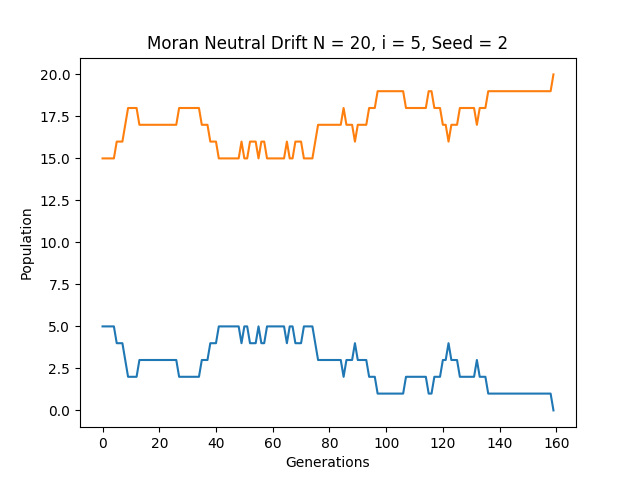 Moran Neutral Drift N = 20, i = 5, Seed = 2
20.0
17.5
15.0
12.5
10.0
7.5
5.0
2.5
0.0
Population
0 20 40 60 80 100 120 140 160
Generations